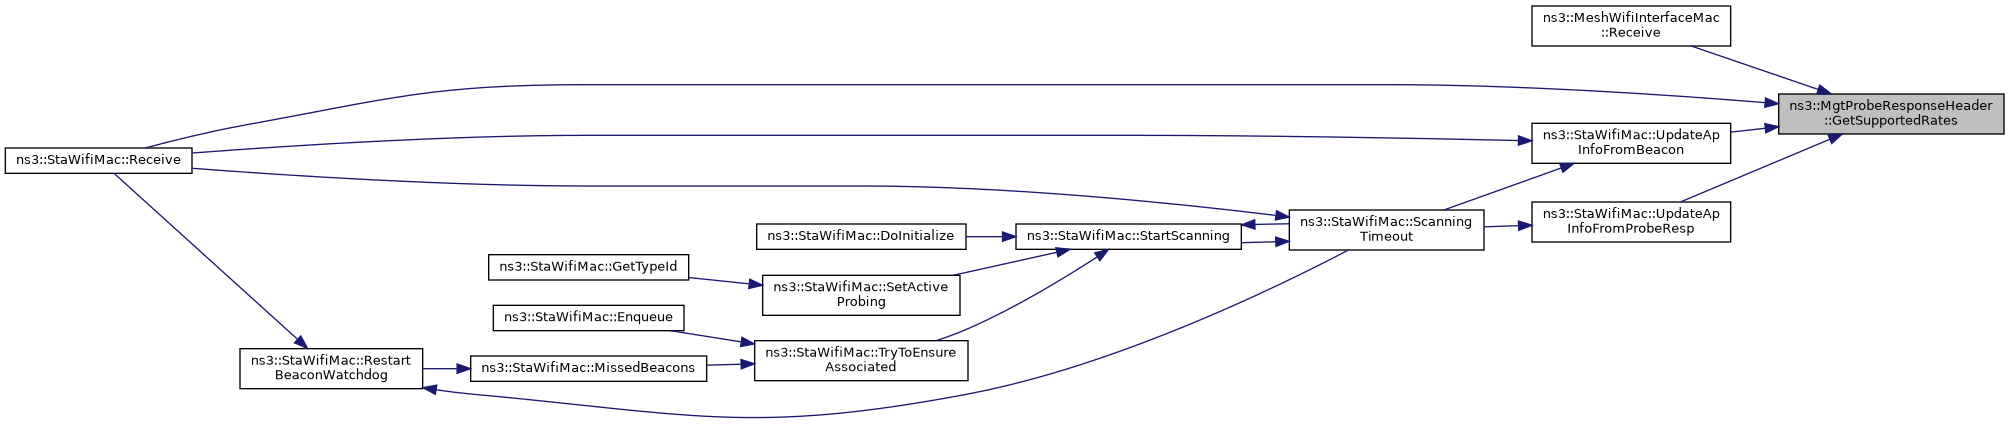 ns3::MeshWifiInterfaceMac
::Receive
ns3::MgtProbeResponseHeader
::GetSupportedRates
ns3::StaWifiMac::UpdateAp
InfoFromBeacon
ns3::StaWifiMac::Receive
ns3::StaWifiMac::UpdateAp
InfoFromProbeResp
ns3::StaWifiMac::Scanning
Timeout
ns3::StaWifiMac::StartScanning
ns3::StaWifiMac::DoInitialize
ns3::StaWifiMac::GetTypeId
ns3::StaWifiMac::SetActive
Probing
ns3::StaWifiMac::Enqueue
ns3::StaWifiMac::TryToEnsure
Associated
ns3::StaWifiMac::MissedBeacons
ns3::StaWifiMac::Restart
BeaconWatchdog